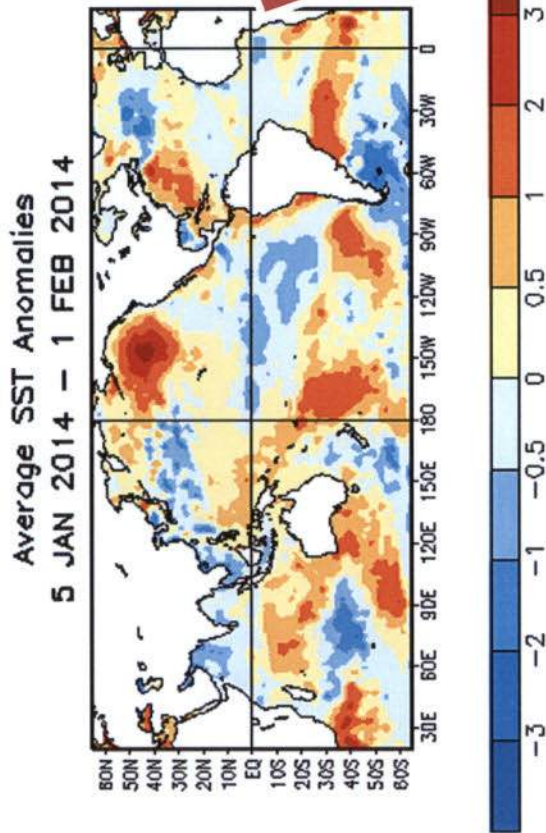 Average SST Anomalies
5 JAN 2014 – 1 FEB 2014
60N
50N
40N
30N
20N
10N
EQ
10S
20S
30S
40S
50S
60S
30E 60E 90E 120E 150E 180 150W 120W 90W 60W 30W 0
-3 -2 -1 -0.5 0 0.5 1 2 3